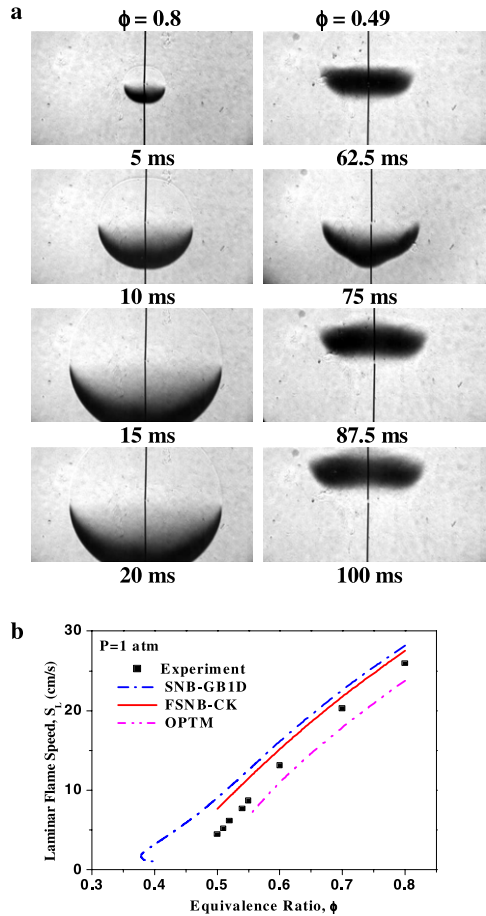 a
ϕ = 0.8 ϕ = 0.49
5 ms 62.5 ms
10 ms 75 ms
15 ms 87.5 ms
20 ms 100 ms
b
P=1 atm
Experiment
SNB-GB1D
FSNB-CK
OPTM
Laminar Flame Speed, S_L (cm/s)
30
20
10
0
0.3 0.4 0.5 0.6 0.7 0.8
Equivalence Ratio, ϕ